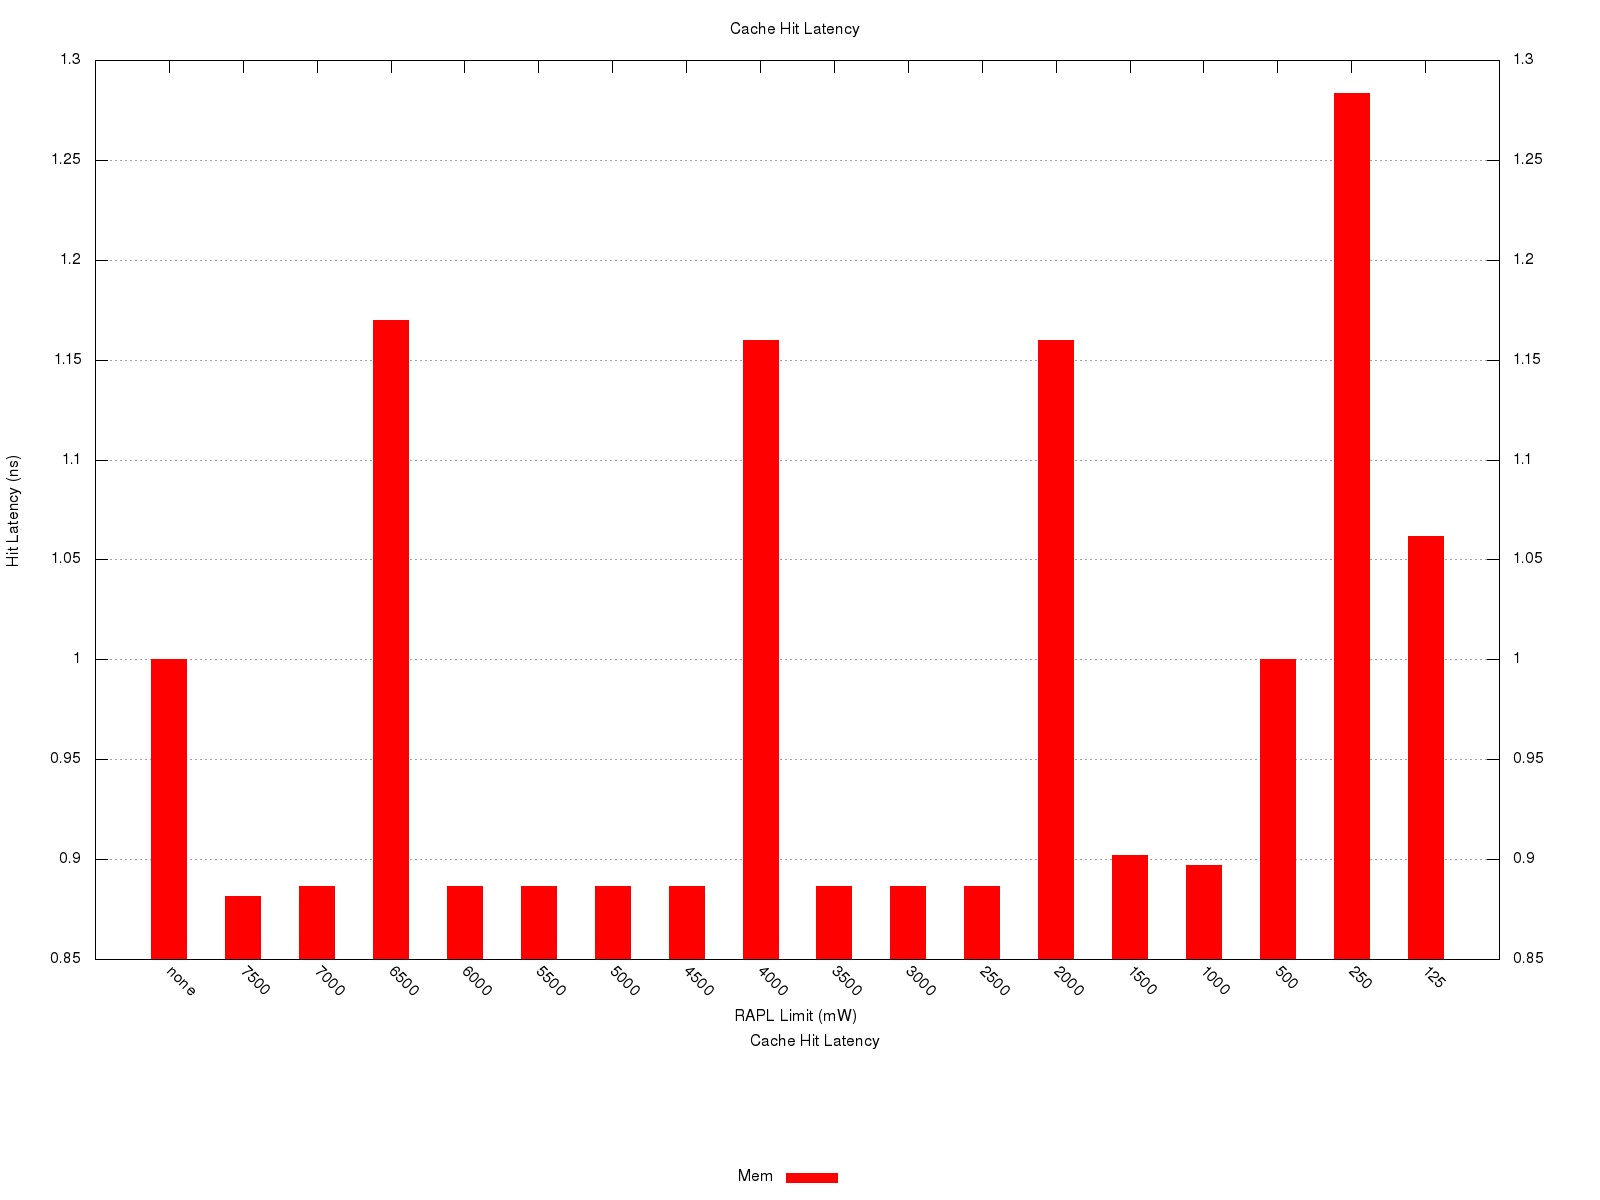 Cache Hit Latency
1.3 1.3
1.25 1.25
1.2 1.2
1.15 1.15
1.1 1.1
Hit Latency (ns)
1.05 1.05
1 1
0.95 0.95
0.9 0.9
0.85 0.85
none 7500 7000 6500 6000 5500 5000 4500 4000 3500 3000 2500 2000 1500 1000 500 250 125
RAPL Limit (mW)
Cache Hit Latency
Mem